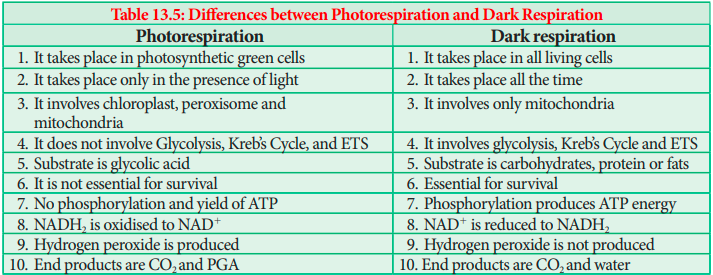 Table 13.5: Differences between Photorespiration and Dark Respiration
Photorespiration Dark respiration
1. It takes place in photosynthetic green cells 1. It takes place in all living cells
2. It takes place only in the presence of light 2. It takes place all the time
3. It involves chloroplast, peroxisome and 3. It involves only mitochondria
mitochondria
4. It does not involve Glycolysis, Kreb's Cycle, and ETS 4. It involves glycolysis, Kreb's Cycle and ETS
5. Substrate is glycolic acid 5. Substrate is carbohydrates, protein or fats
6. It is not essential for survival 6. Essential for survival
7. No phosphorylation and yield of ATP 7. Phosphorylation produces ATP energy
8. NADH₂ is oxidised to NAD⁺ 8. NAD⁺ is reduced to NADH₂
9. Hydrogen peroxide is produced 9. Hydrogen peroxide is not produced
10. End products are CO₂ and PGA 10. End products are CO₂ and water